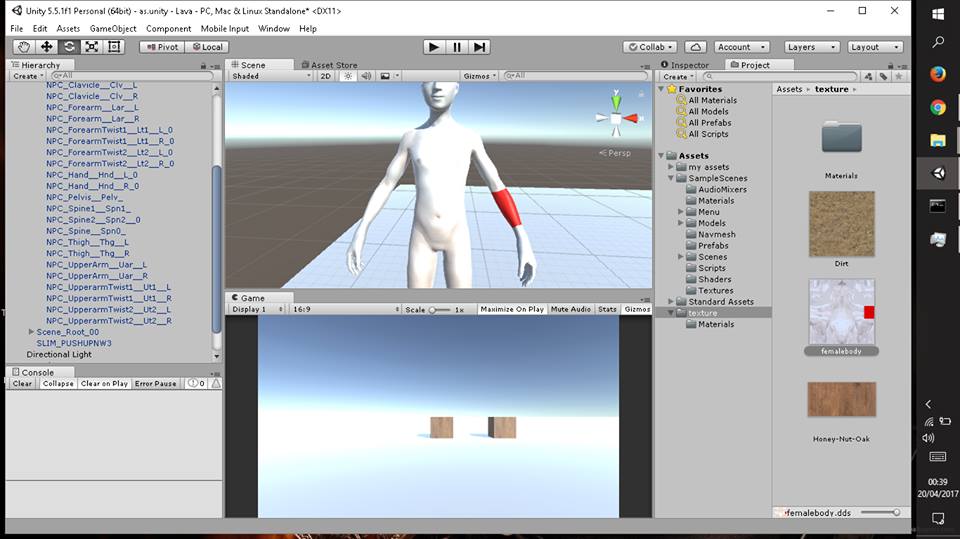 Unity 5.5.1f1 Personal (64bit) - as.unity - Lava - PC, Mac & Linux Standalone* <DX11>
File Edit Assets GameObject Component Mobile Input Window Help
Pivot Local Collab Account Layers Layout
Hierarchy
Create All
NPC_Clavicle__Clv__L
NPC_Clavicle__Clv__R
NPC_Forearm__Lar__L
NPC_Forearm__Lar__R
NPC_ForearmTwist1__Lt1__L_0
NPC_ForearmTwist1__Lt1__R_0
NPC_ForearmTwist2__Lt2__L_0
NPC_ForearmTwist2__Lt2__R_0
NPC_Hand__Hnd__L_0
NPC_Hand__Hnd__R_0
NPC_Pelvis__Pelv_
NPC_Spine1__Spn1_
NPC_Spine2__Spn2__0
NPC_Spine__Spn0_
NPC_Thigh__Thg__L
NPC_Thigh__Thg__R
NPC_UpperArm__Uar__L
NPC_UpperArm__Uar__R
NPC_UpperarmTwist1__Ut1__L
NPC_UpperarmTwist1__Ut1__R
NPC_UpperarmTwist2__Ut2__L
NPC_UpperarmTwist2__Ut2__R
Scene_Root_00
SLIM_PUSHUPNW3
Directional Light
Console
Clear Collapse Clear on Play Error Pause 0
Scene Asset Store
Shaded 2D Gizmos All
y
x
Persp
Game
Display 1 16:9 Scale 1x Maximize On Play Mute Audio Stats Gizmos
Inspector Project
Create
Favorites
All Materials
All Models
All Prefabs
All Scripts
Assets
my assets
SampleScenes
AudioMixers
Materials
Menu
Models
Navmesh
Prefabs
Scenes
Scripts
Shaders
Textures
Standard Assets
texture
Materials
Assets texture
Materials
Dirt
femalebody
Honey-Nut-Oak
femalebody.dds
00:39
20/04/2017